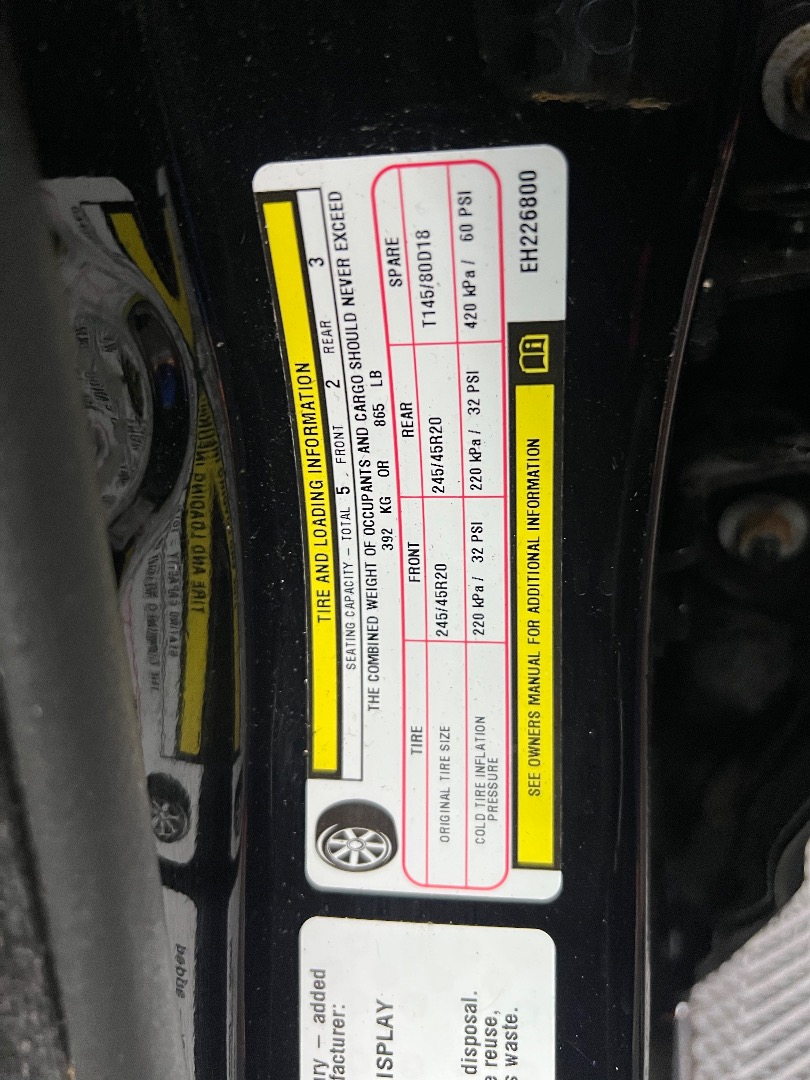 TIRE AND LOADING INFORMATION
SEATING CAPACITY – TOTAL 5 FRONT 2 REAR 3
THE COMBINED WEIGHT OF OCCUPANTS AND CARGO SHOULD NEVER EXCEED
392 KG OR 865 LB
TIRE FRONT REAR SPARE
ORIGINAL TIRE SIZE 245/45R20 245/45R20 T145/80D18
COLD TIRE INFLATION PRESSURE 220 kPa / 32 PSI 220 kPa / 32 PSI 420 kPa / 60 PSI
SEE OWNERS MANUAL FOR ADDITIONAL INFORMATION
EH226800
– added
facturer:
ISPLAY
disposal.
reuse,
waste.